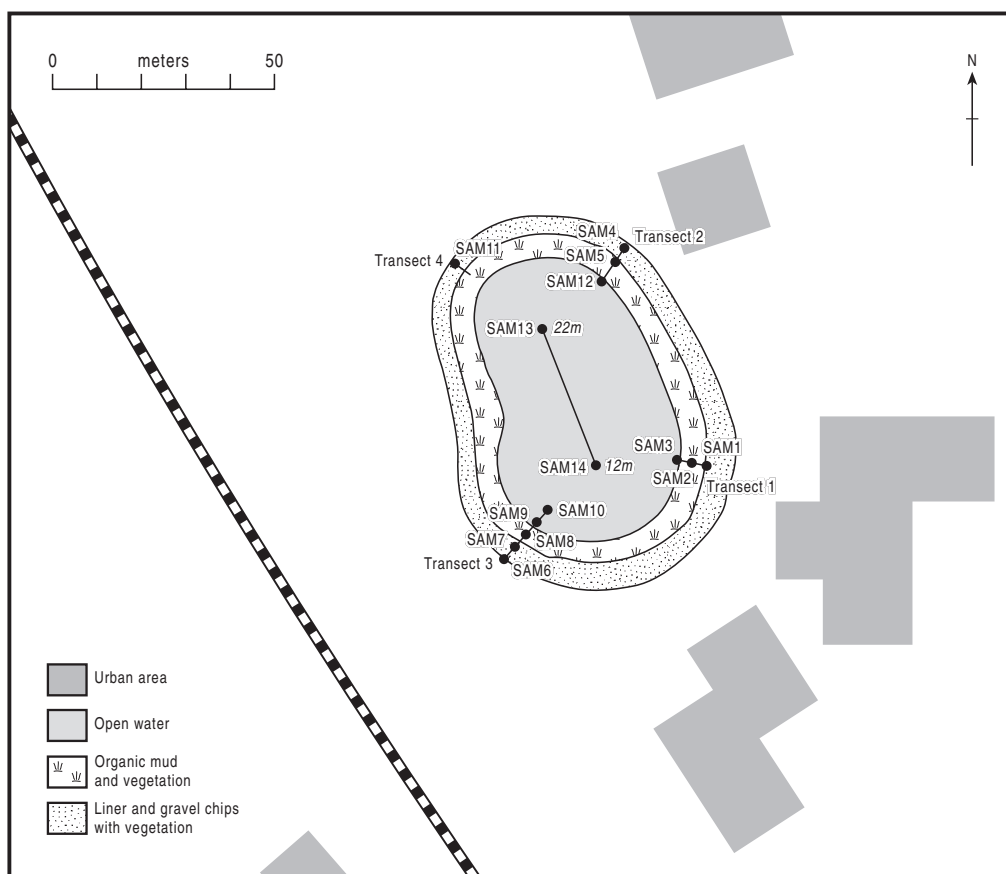 0 meters 50
N
SAM4
Transect 2
SAM11
SAM5
Transect 4
SAM12
SAM13 22m
SAM3
SAM1
SAM14 12m
SAM2
Transect 1
SAM10
SAM9
SAM7
SAM8
Transect 3
SAM6
Urban area
Open water
Organic mud
and vegetation
Liner and gravel chips
with vegetation